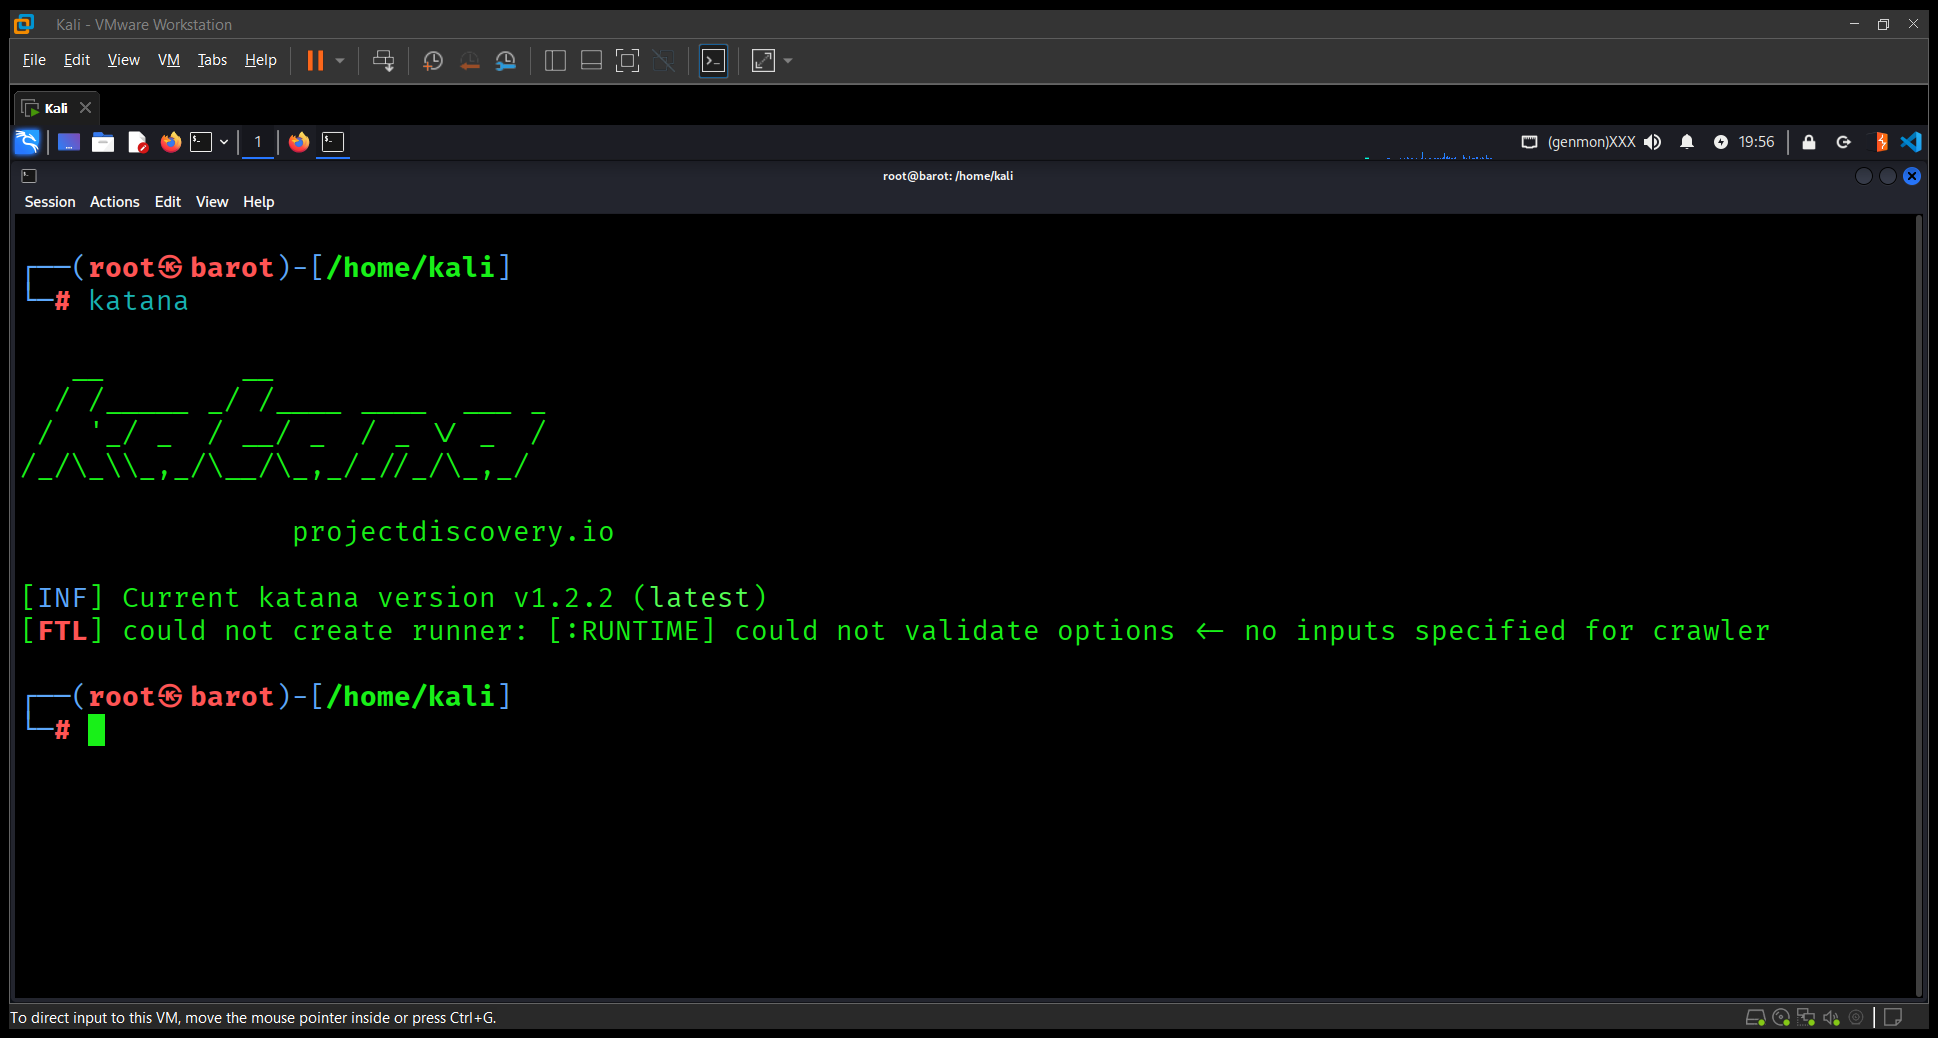 Kali - VMware Workstation
File Edit View VM Tabs Help
Kali
1 (genmon)XXX 19:56
root@barot: /home/kali
Session Actions Edit View Help
┌──(root㉿barot)-[/home/kali]
└─# katana
katana
projectdiscovery.io
[INF] Current katana version v1.2.2 (latest)
[FTL] could not create runner: [:RUNTIME] could not validate options <- no inputs specified for crawler
┌──(root㉿barot)-[/home/kali]
└─#
To direct input to this VM, move the mouse pointer inside or press Ctrl+G.